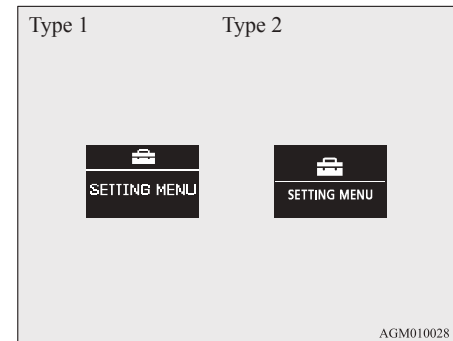 Type 1
Type 2
SETTING MENU
SETTING MENU
AGM010028